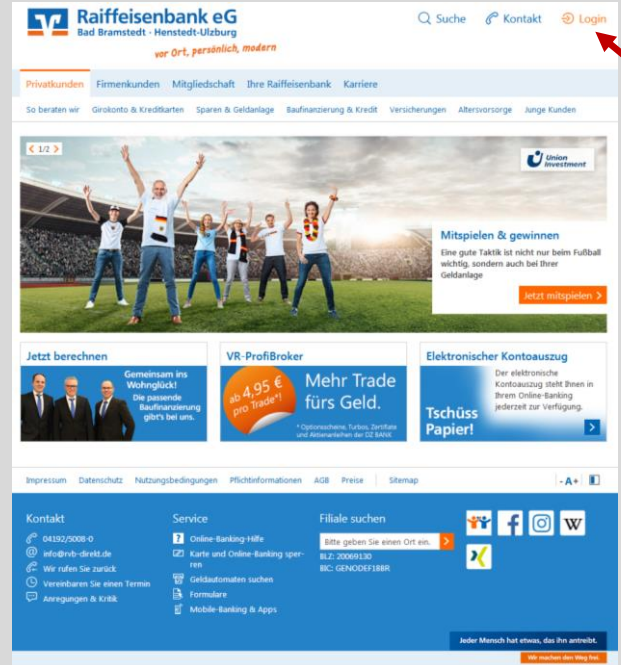 Raiffeisenbank eG
Bad Bramstedt · Henstedt-Ulzburg
vor Ort, persönlich, modern
Suche Kontakt Login
Privatkunden Firmenkunden Mitgliedschaft Ihre Raiffeisenbank Karriere
So beraten wir Girokonto & Kreditkarten Sparen & Geldanlage Baufinanzierung & Kredit Versicherungen Altersvorsorge Junge Kunden
< 1/2 >
Union
Investment
Mitspielen & gewinnen
Eine gute Taktik ist nicht nur beim Fußball
wichtig, sondern auch bei Ihrer
Geldanlage
Jetzt mitspielen >
Jetzt berechnen
Gemeinsam ins
Wohnglück!
Die passende
Baufinanzierung
gibt's bei uns.
VR-ProfiBroker
ab 4,95 €
pro Trade*!
Mehr Trade
fürs Geld.
* Optionsscheine, Turbos, Zertifikate
und Aktienanleihen der DZ BANK
Elektronischer Kontoauszug
Der elektronische
Kontoauszug steht Ihnen in
Ihrem Online-Banking
jederzeit zur Verfügung.
Tschüss
Papier!
Impressum Datenschutz Nutzungsbedingungen Pflichtinformationen AGB Preise Sitemap - A+
Kontakt
04192/5008-0
info@rvb-direkt.de
Wir rufen Sie zurück
Vereinbaren Sie einen Termin
Anregungen & Kritik
Service
Online-Banking-Hilfe
Karte und Online-Banking sper-
ren
Geldautomaten suchen
Formulare
Mobile-Banking & Apps
Filiale suchen
Bitte geben Sie einen Ort ein.
BLZ: 20069130
BIC: GENODEF1BBR
Jeder Mensch hat etwas, das ihn antreibt.
Wir machen den Weg frei.